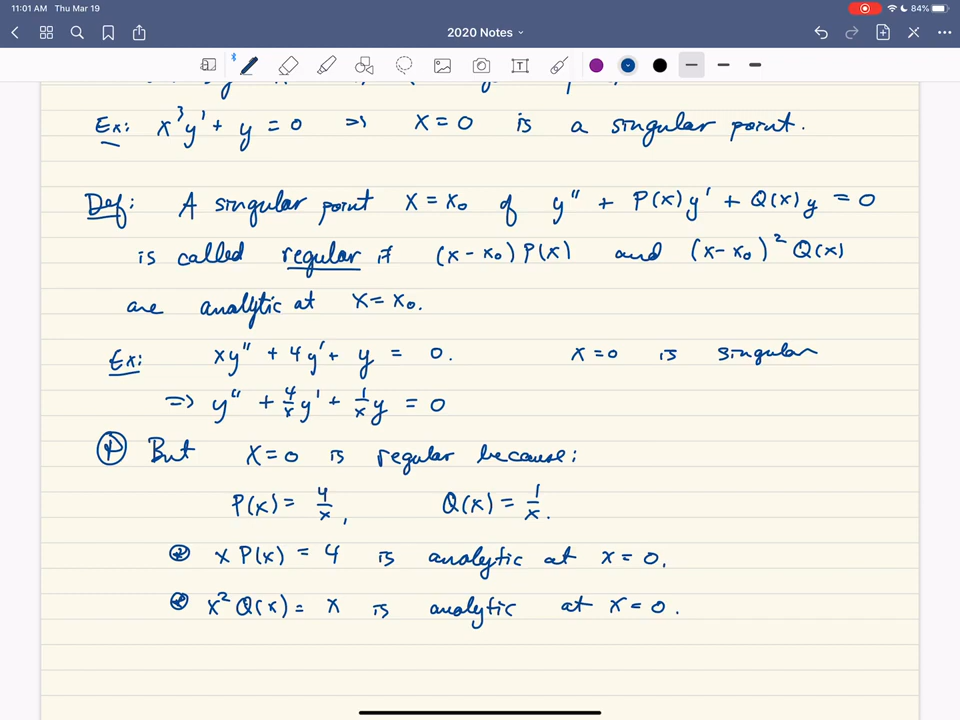 11:01 AM Thu Mar 19
84%
2020 Notes
Ex: x³y' + y = 0 => x = 0 is a singular point.
Def: A singular point x = x₀ of y'' + P(x)y' + Q(x)y = 0
is called regular if (x - x₀) P(x) and (x - x₀)² Q(x)
are analytic at x = x₀.
Ex: xy'' + 4y' + y = 0. x = 0 is singular
=> y'' + 4/x y' + 1/x y = 0
But x = 0 is regular because:
P(x) = 4/x, Q(x) = 1/x.
x P(x) = 4 is analytic at x = 0.
x² Q(x) = x is analytic at x = 0.